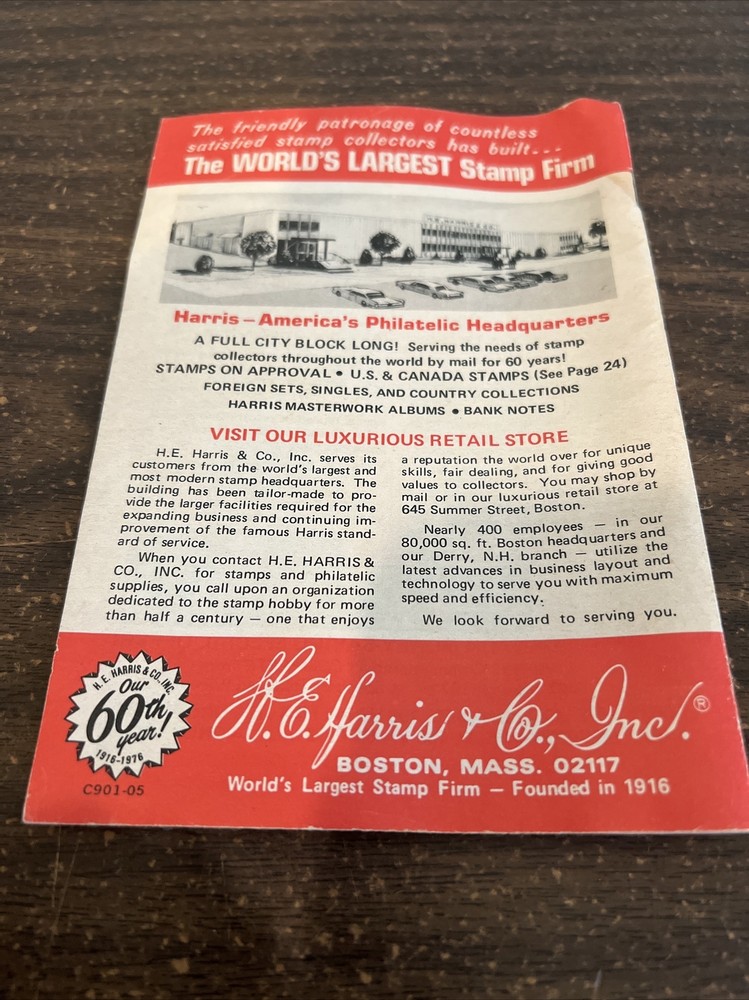 The friendly patronage of countless
satisfied stamp collectors has built...
The WORLD'S LARGEST Stamp Firm
Harris – America's Philatelic Headquarters
A FULL CITY BLOCK LONG! Serving the needs of stamp
collectors throughout the world by mail for 60 years!
STAMPS ON APPROVAL • U.S. & CANADA STAMPS (See Page 24)
FOREIGN SETS, SINGLES, AND COUNTRY COLLECTIONS
HARRIS MASTERWORK ALBUMS • BANK NOTES
VISIT OUR LUXURIOUS RETAIL STORE
H.E. Harris & Co., Inc. serves its
customers from the world's largest and
most modern stamp headquarters. The
building has been tailor-made to pro-
vide the larger facilities required for the
expanding business and continuing im-
provement of the famous Harris stand-
ard of service.
When you contact H.E. HARRIS &
CO., INC. for stamps and philatelic
supplies, you call upon an organization
dedicated to the stamp hobby for more
than half a century — one that enjoys
a reputation the world over for unique
skills, fair dealing, and for giving good
values to collectors. You may shop by
mail or in our luxurious retail store at
645 Summer Street, Boston.
Nearly 400 employees — in our
80,000 sq. ft. Boston headquarters and
our Derry, N.H. branch — utilize the
latest advances in business layout and
technology to serve you with maximum
speed and efficiency.
We look forward to serving you.
H. E. HARRIS & CO., INC.
Our
60th
year!
1916-1976
C901-05
H.E. Harris & Co., Inc.®
BOSTON, MASS. 02117
World's Largest Stamp Firm — Founded in 1916